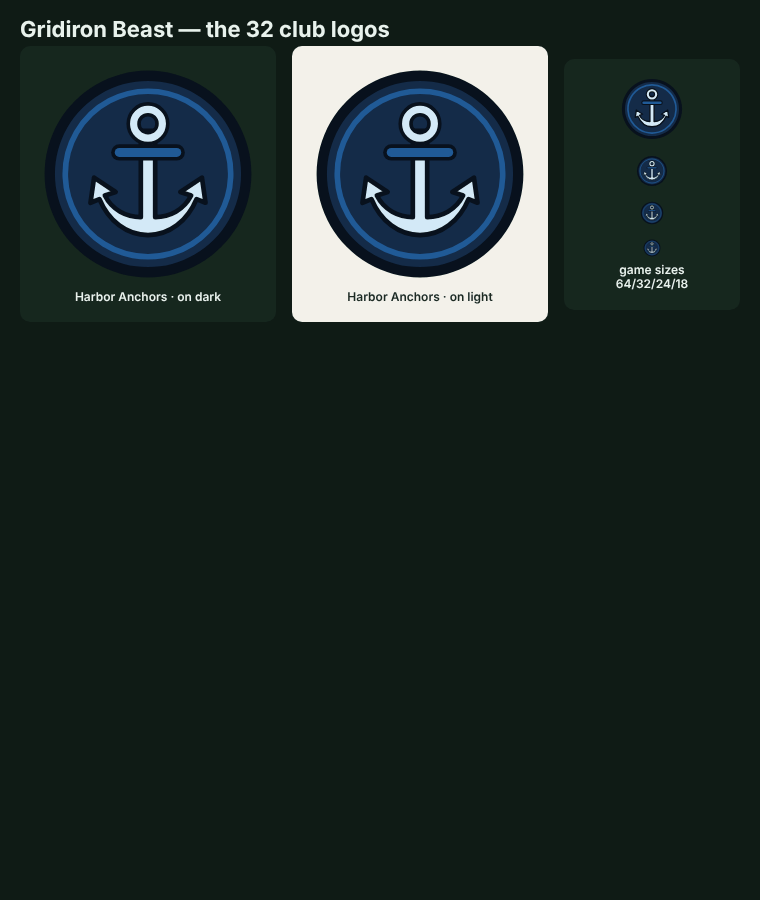 Gridiron Beast — the 32 club logos
Harbor Anchors · on dark
Harbor Anchors · on light
game sizes
64/32/24/18